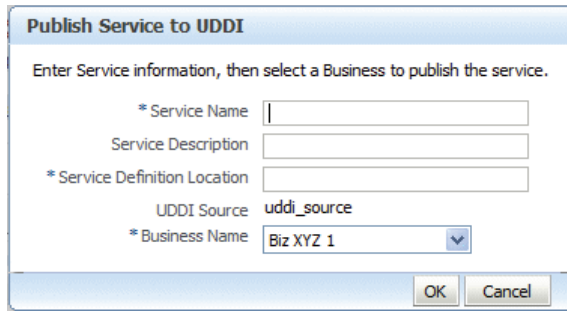 Publish Service to UDDI
Enter Service information, then select a Business to publish the service.
* Service Name
Service Description
* Service Definition Location
UDDI Source uddi_source
* Business Name Biz XYZ 1
OK Cancel